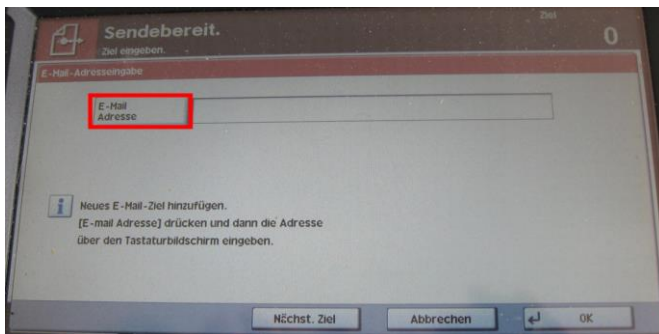 Ziel
Sendebereit.
0
Ziel eingeben.
E-Mail-Adresseingabe
E-Mail
Adresse
Neues E-Mail-Ziel hinzufügen.
[E-mail Adresse] drücken und dann die Adresse
über den Tastaturbildschirm eingeben.
Nächst. Ziel
Abbrechen
OK